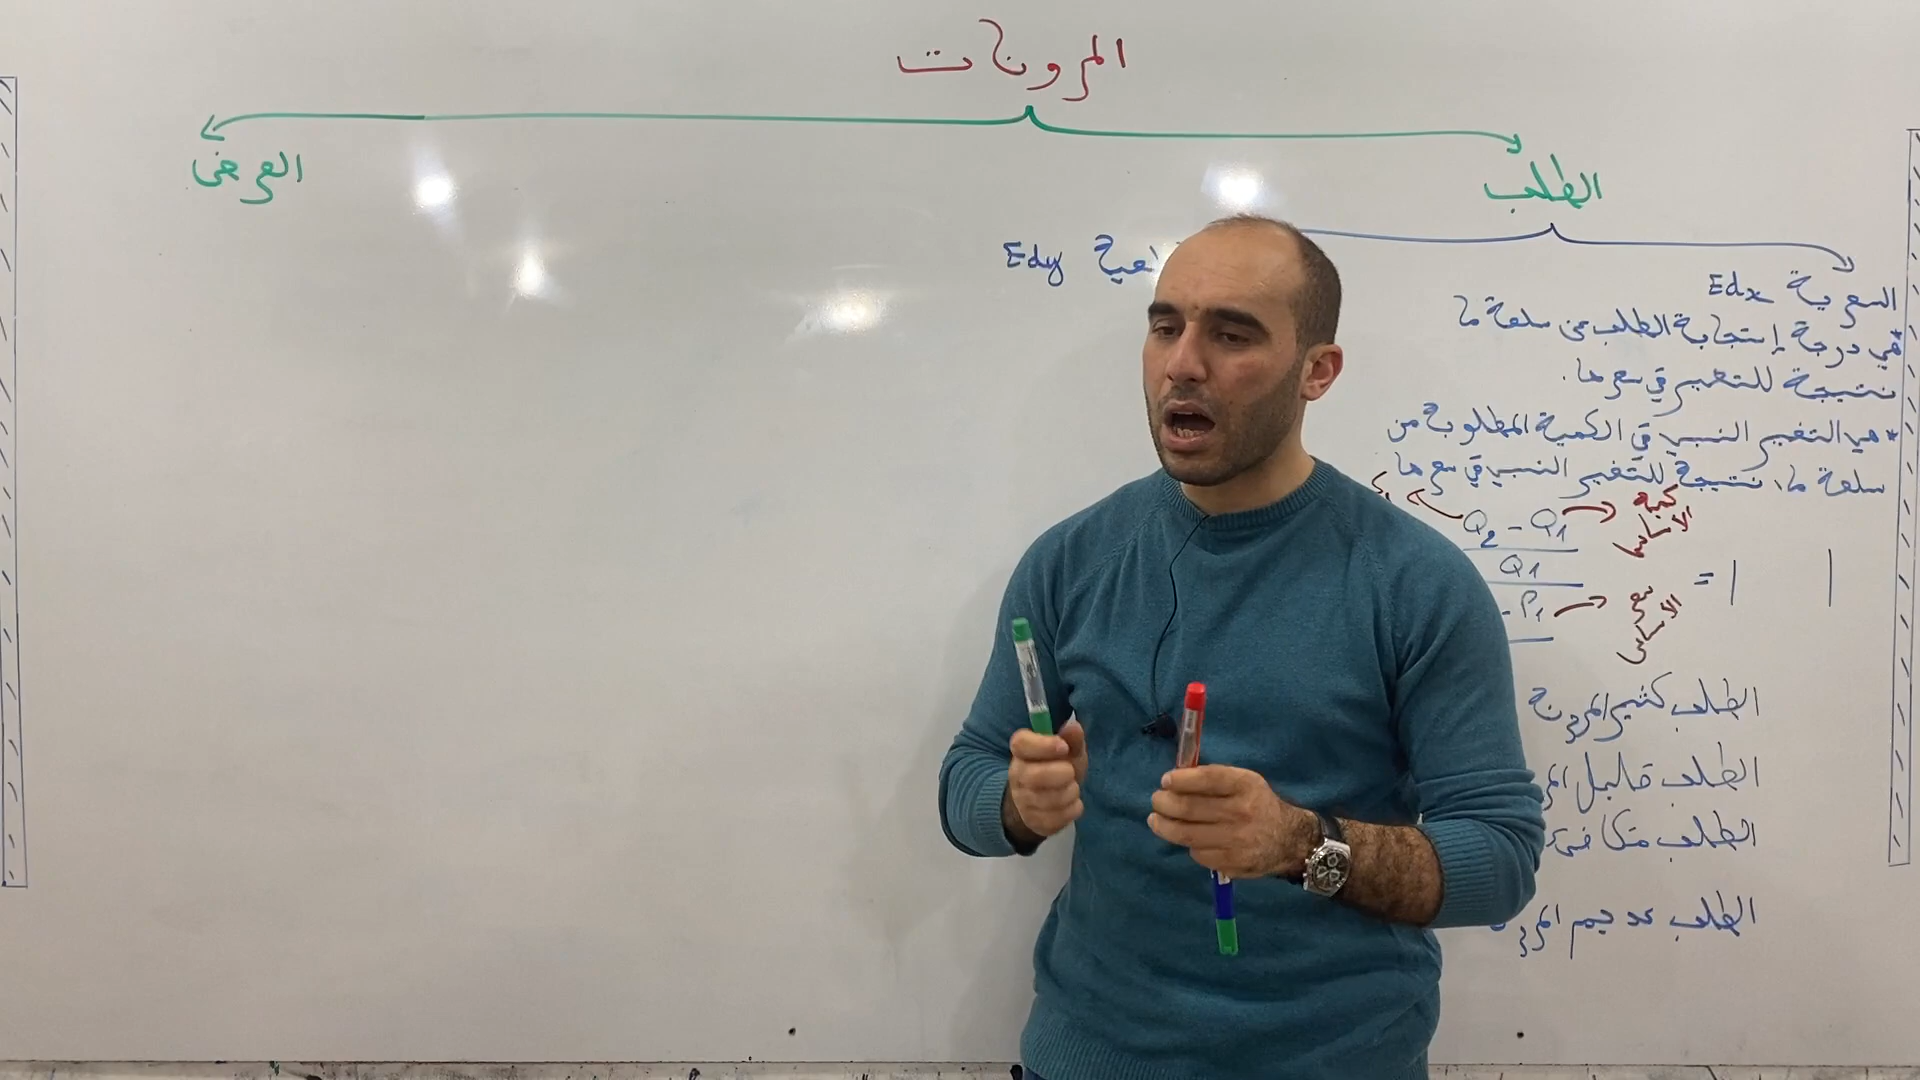 المرونات
الطلب
العرض
السعرية Edx
Edy
*هي درجة إستجابة الطلب عن سلعة ما
نتيجة للتغير في سعرها.
* هي التغير النسبي في الكمية المطلوبة من
سلعة ما، نتيجة للتغير النسبي في سعرها
Q2 - Q1
كمية
الأساس
Q1
=
- P1
سعر
الأساس
الطلب كثير المرونة
الطلب قليل
الطلب متكافئ
الطلب عديم